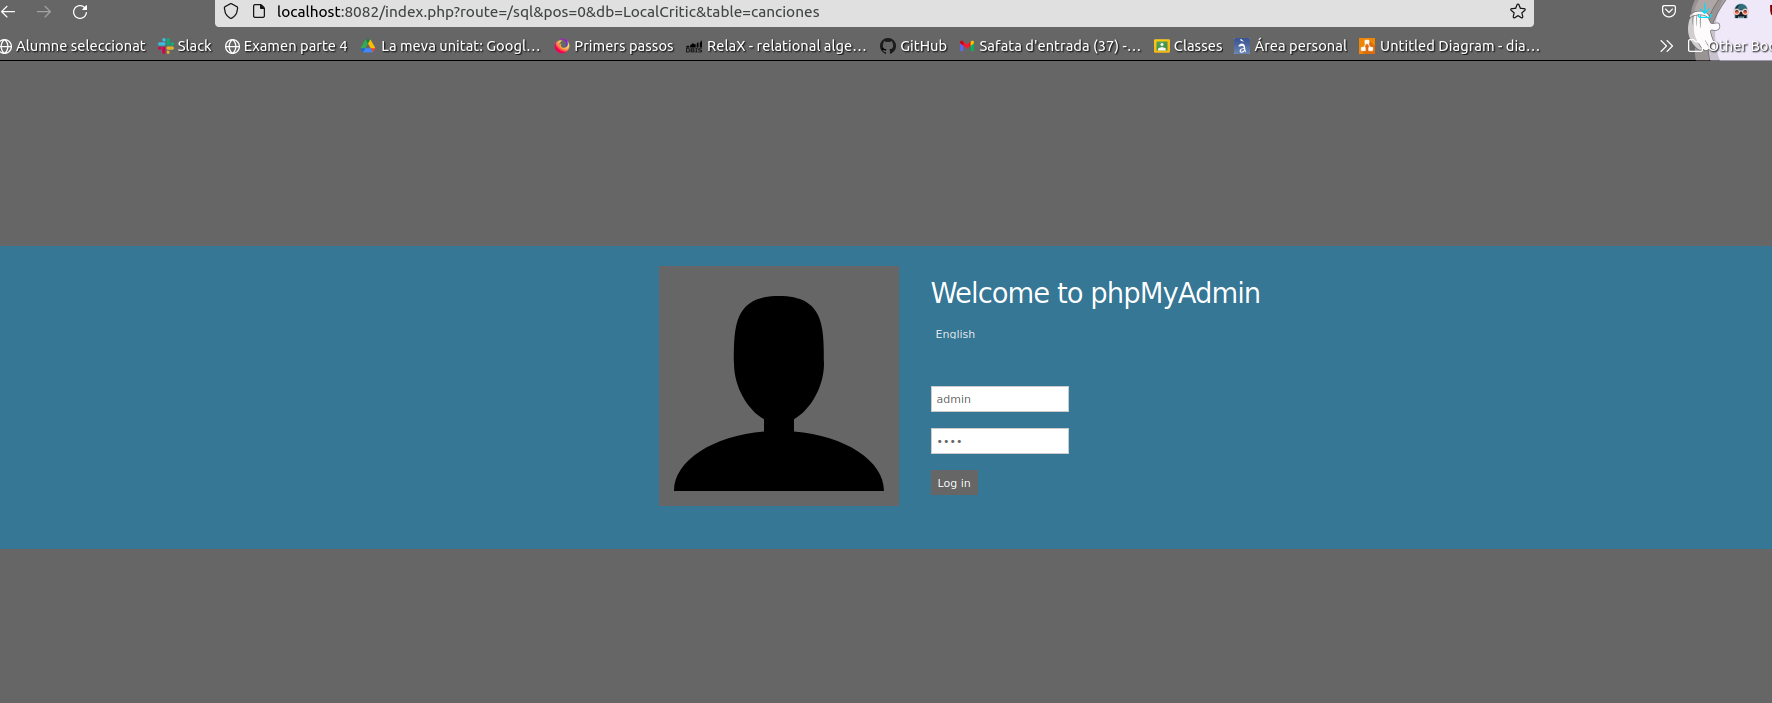 localhost:8082/index.php?route=/sql&pos=0&db=LocalCritic&table=canciones
Alumne seleccionat Slack Examen parte 4 La meva unitat: Googl… Primers passos RelaX - relational alge… GitHub Safata d'entrada (37) -… Classes Área personal Untitled Diagram - dia… Other Boo
Welcome to phpMyAdmin
English
admin
••••
Log in